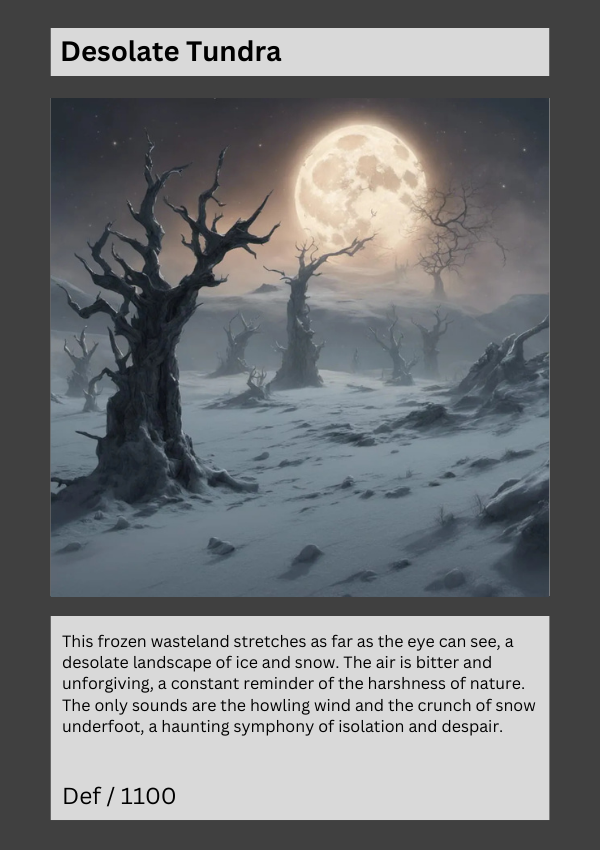 Desolate Tundra
This frozen wasteland stretches as far as the eye can see, a
desolate landscape of ice and snow. The air is bitter and
unforgiving, a constant reminder of the harshness of nature.
The only sounds are the howling wind and the crunch of snow
underfoot, a haunting symphony of isolation and despair.
Def / 1100